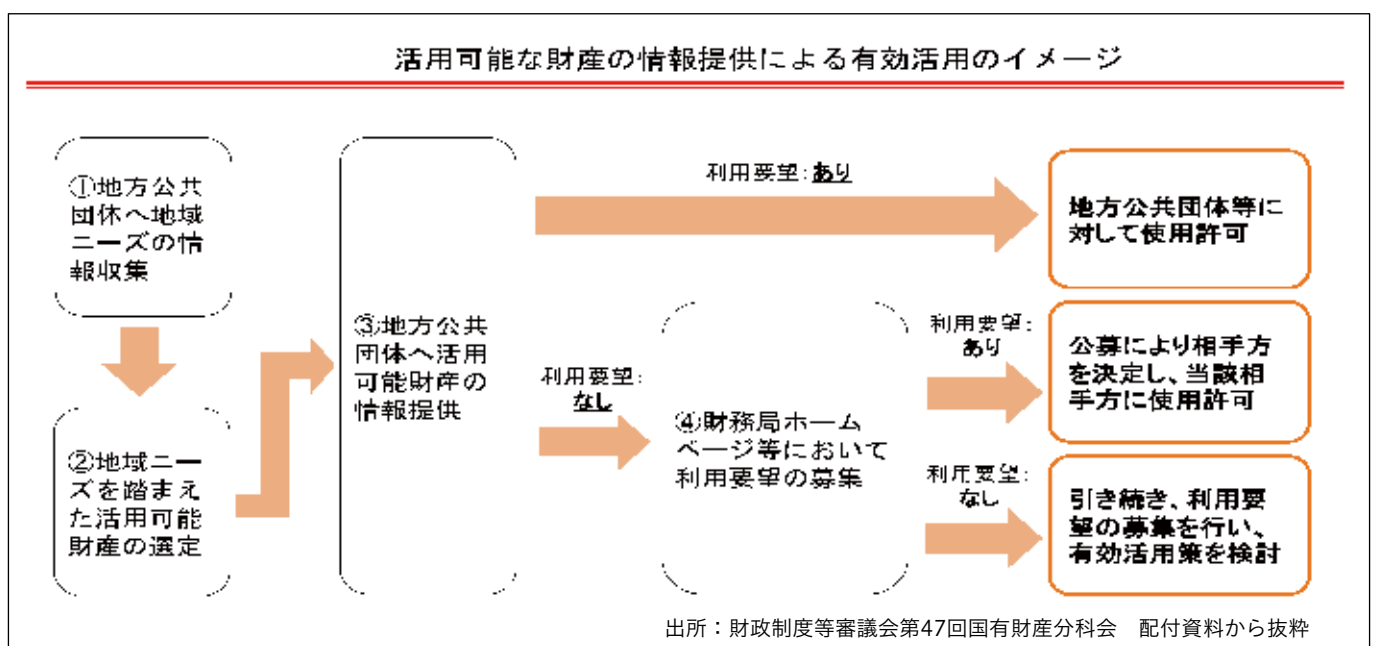 活用可能な財産の情報提供による有効活用のイメージ
①地方公共
団体へ地域
ニーズの情
報収集
②地域ニー
ズを踏まえ
た活用可能
財産の選定
③地方公共
団体へ活用
可能財産の
情報提供
利用要望：あり
地方公共団体等に
対して使用許可
利用要望：
なし
④財務局ホーム
ページ等において
利用要望の募集
利用要望：
あり
公募により相手方
を決定し、当該相
手方に使用許可
利用要望：
なし
引き続き、利用要
望の募集を行い、
有効活用策を検討
出所：財政制度等審議会第47回国有財産分科会　配付資料から抜粋